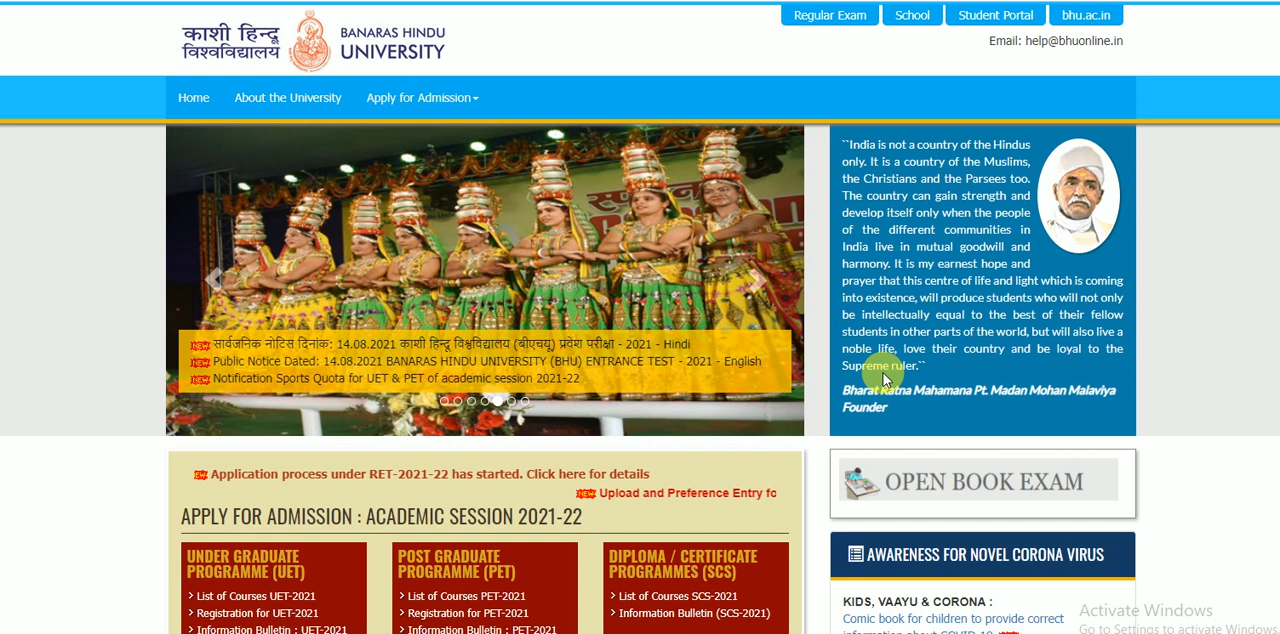 काशी हिन्दू
विश्वविद्यालय
BANARAS HINDU
UNIVERSITY
Regular Exam
School
Student Portal
bhu.ac.in
Email: help@bhuonline.in
Home
About the University
Apply for Admission
NEW सार्वजनिक नोटिस दिनांक: 14.08.2021 काशी हिन्दू विश्वविद्यालय (बीएचयू) प्रवेश परीक्षा - 2021 - Hindi
NEW Public Notice Dated: 14.08.2021 BANARAS HINDU UNIVERSITY (BHU) ENTRANCE TEST - 2021 - English
NEW Notification Sports Quota for UET & PET of academic session 2021-22
``India is not a country of the Hindus
only. It is a country of the Muslims,
the Christians and the Parsees too.
The country can gain strength and
develop itself only when the people
of the different communities in
India live in mutual goodwill and
harmony. It is my earnest hope and
prayer that this centre of life and light which is coming
into existence, will produce students who will not only
be intellectually equal to the best of their fellow
students in other parts of the world, but will also live a
noble life, love their country and be loyal to the
Supreme ruler.``
Bharat Ratna Mahamana Pt. Madan Mohan Malaviya
Founder
NEW Application process under RET-2021-22 has started. Click here for details
NEW Upload and Preference Entry fo
APPLY FOR ADMISSION : ACADEMIC SESSION 2021-22
UNDER GRADUATE
PROGRAMME (UET)
List of Courses UET-2021
Registration for UET-2021
Information Bulletin : UET-2021
POST GRADUATE
PROGRAMME (PET)
List of Courses PET-2021
Registration for PET-2021
Information Bulletin : PET-2021
DIPLOMA / CERTIFICATE
PROGRAMMES (SCS)
List of Courses SCS-2021
Information Bulletin (SCS-2021)
OPEN BOOK EXAM
AWARENESS FOR NOVEL CORONA VIRUS
KIDS, VAAYU & CORONA :
Comic book for children to provide correct
information about COVID-19
Activate Windows
Go to Settings to activate Windows.